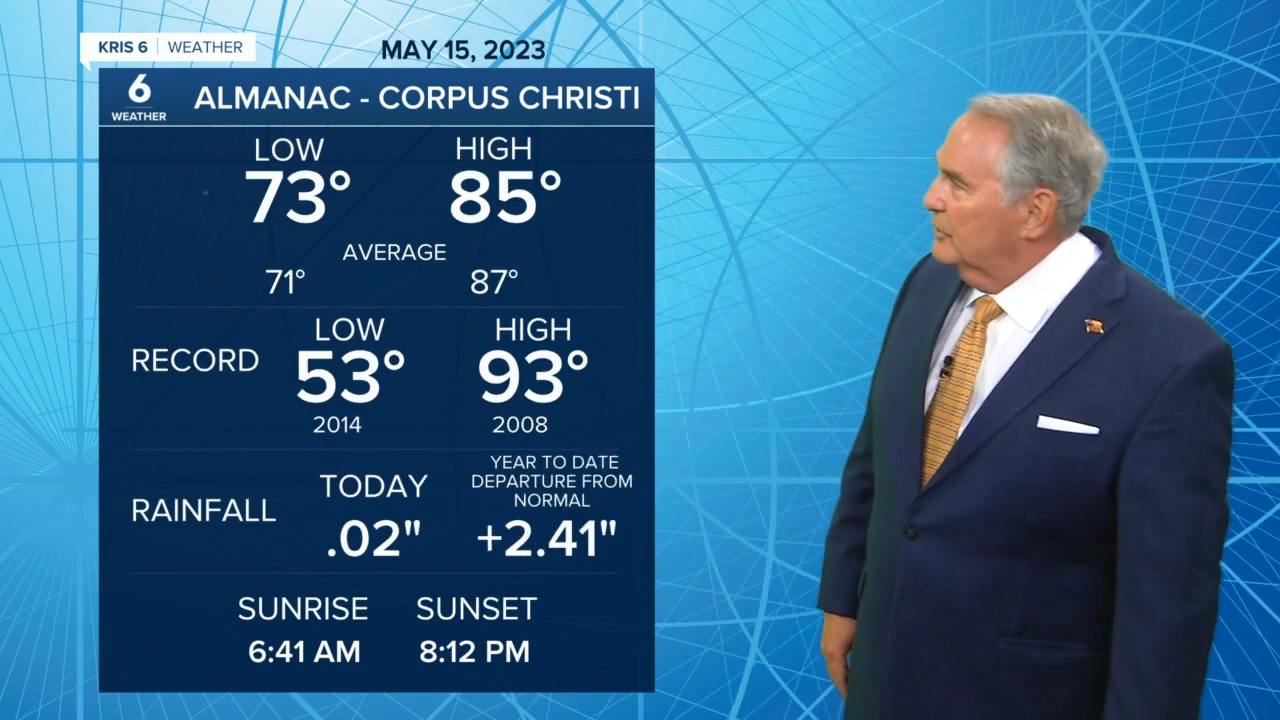 KRIS 6 | WEATHER
MAY 15, 2023
6
WEATHER
ALMANAC - CORPUS CHRISTI
LOW HIGH
73° 85°
AVERAGE
71° 87°
LOW HIGH
RECORD 53° 93°
2014 2008
RAINFALL
TODAY
.02"
YEAR TO DATE
DEPARTURE FROM
NORMAL
+2.41"
SUNRISE SUNSET
6:41 AM 8:12 PM